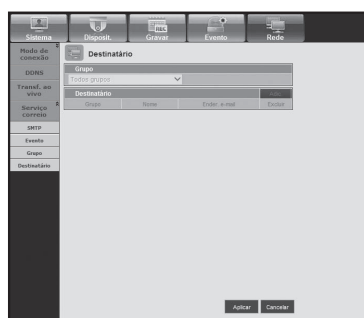 Sistema
Disposit.
REC
Gravar
Evento
Rede
Modo de
conexão
DDNS
Transf. ao
vivo
Serviço
correio
SMTP
Evento
Grupo
Destinatário
Destinatário
Grupo
Todos grupos
Destinatário
Grupo
Nome
Ender. e-mail
Excluir
Aplicar
Cancelar